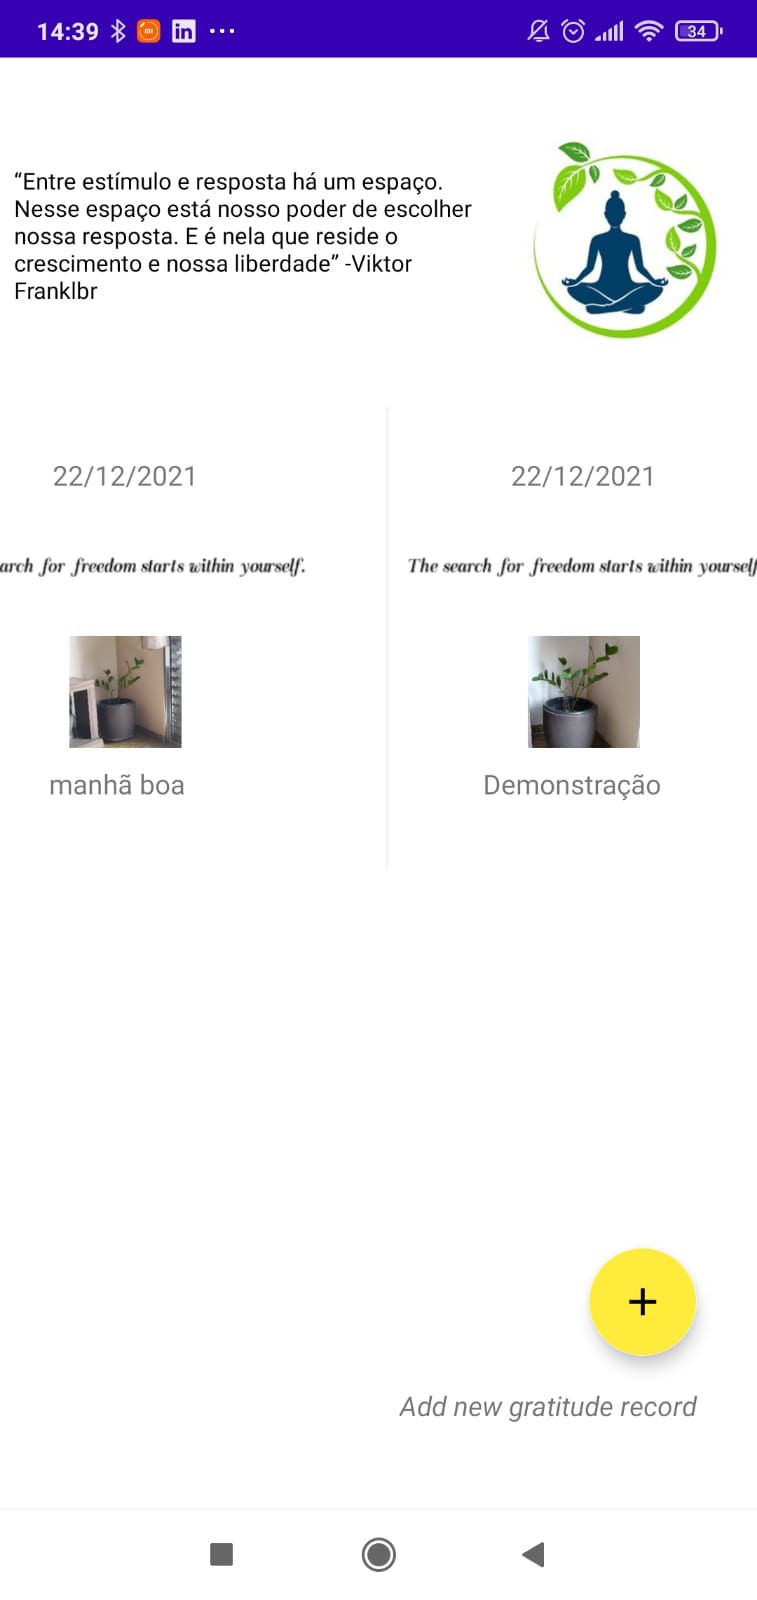 14:39
34
“Entre estímulo e resposta há um espaço.
Nesse espaço está nosso poder de escolher
nossa resposta. E é nela que reside o
crescimento e nossa liberdade” -Viktor
Franklbr
22/12/2021
22/12/2021
arch for freedom starts within yourself.
The search for freedom starts within yourself
manhã boa
Demonstração
+
Add new gratitude record